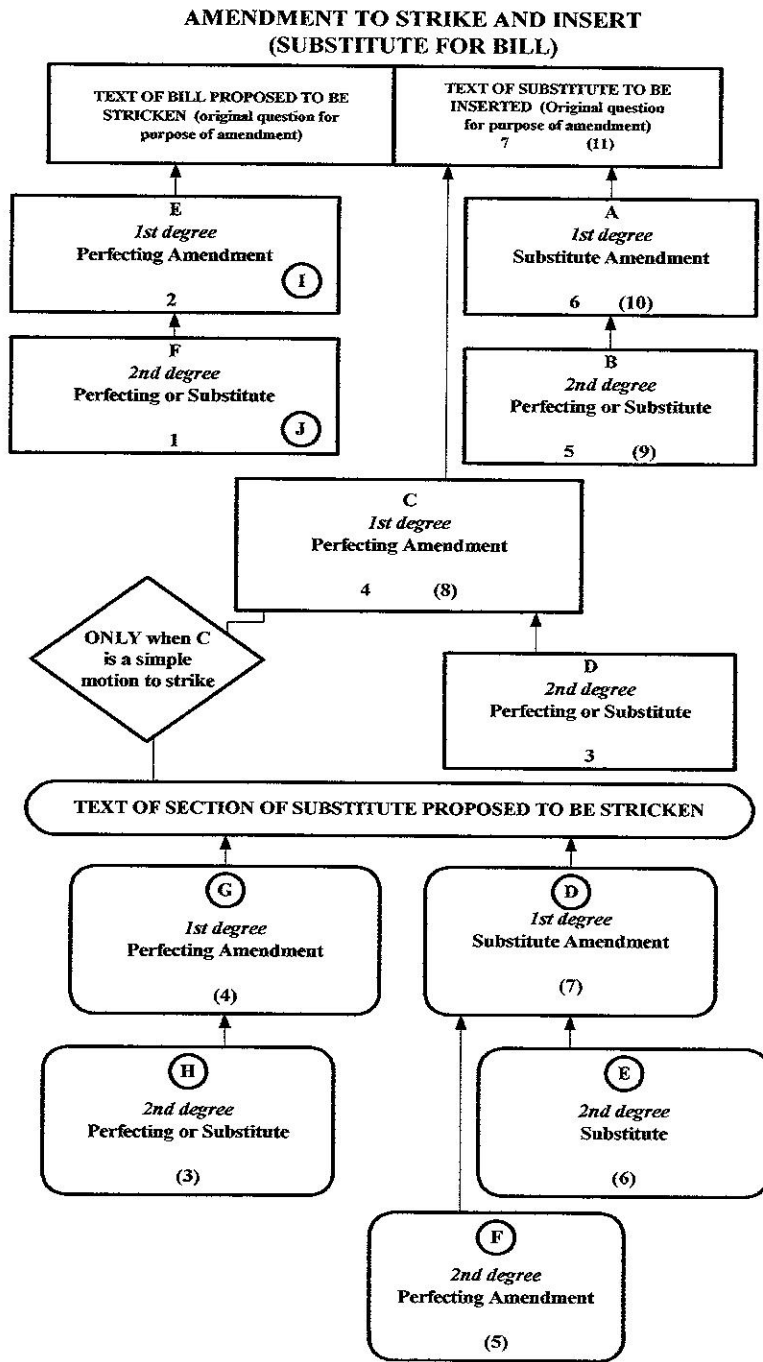 AMENDMENT TO STRIKE AND INSERT
(SUBSTITUTE FOR BILL)
TEXT OF BILL PROPOSED TO BE
STRICKEN (original question for
purpose of amendment)
TEXT OF SUBSTITUTE TO BE
INSERTED (Original question
for purpose of amendment)
7 (11)
E
1st degree
Perfecting Amendment
I
2
A
1st degree
Substitute Amendment
6 (10)
F
2nd degree
Perfecting or Substitute
1
J
B
2nd degree
Perfecting or Substitute
5 (9)
C
1st degree
Perfecting Amendment
4 (8)
ONLY when C
is a simple
motion to strike
D
2nd degree
Perfecting or Substitute
3
TEXT OF SECTION OF SUBSTITUTE PROPOSED TO BE STRICKEN
G
1st degree
Perfecting Amendment
(4)
D
1st degree
Substitute Amendment
(7)
H
2nd degree
Perfecting or Substitute
(3)
E
2nd degree
Substitute
(6)
F
2nd degree
Perfecting Amendment
(5)